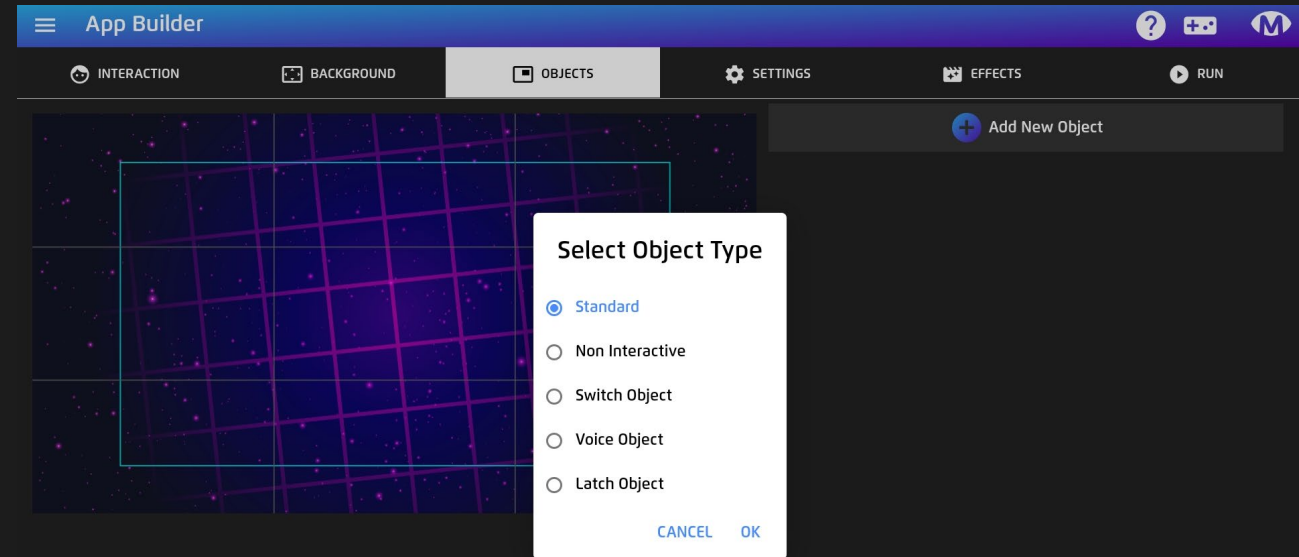 App Builder
?
M
INTERACTION
BACKGROUND
OBJECTS
SETTINGS
EFFECTS
RUN
Add New Object
Select Object Type
Standard
Non Interactive
Switch Object
Voice Object
Latch Object
CANCEL OK